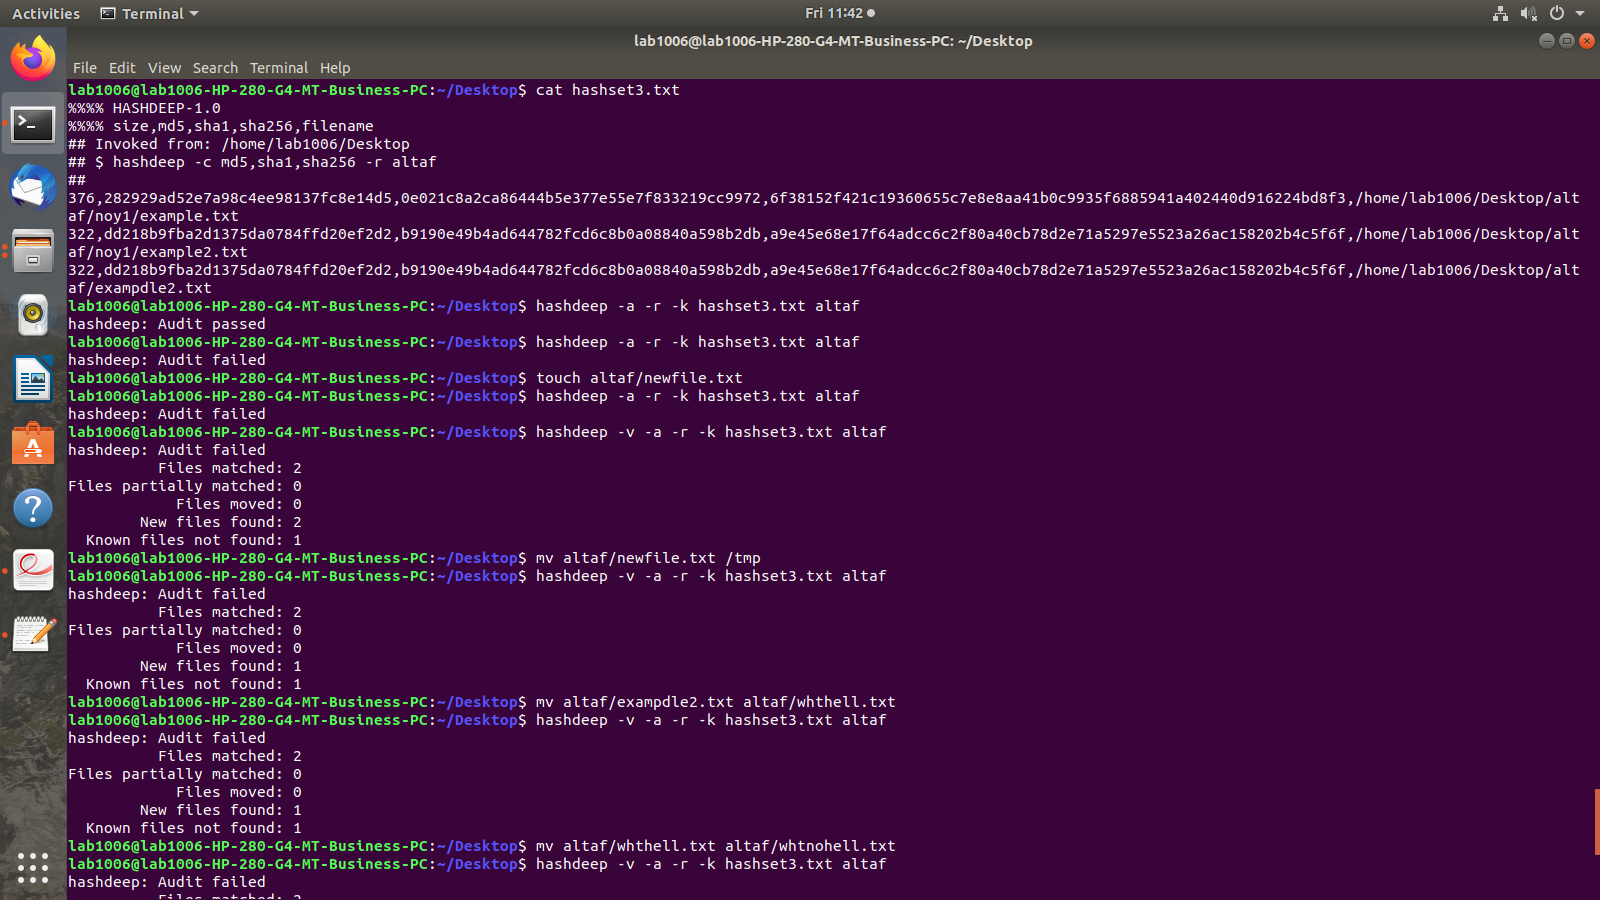 Activities
Terminal
Fri 11:42
lab1006@lab1006-HP-280-G4-MT-Business-PC: ~/Desktop
File Edit View Search Terminal Help
lab1006@lab1006-HP-280-G4-MT-Business-PC:~/Desktop$ cat hashset3.txt
%%%% HASHDEEP-1.0
%%%% size,md5,sha1,sha256,filename
## Invoked from: /home/lab1006/Desktop
## $ hashdeep -c md5,sha1,sha256 -r altaf
##
376,282929ad52e7a98c4ee98137fc8e14d5,0e021c8a2ca86444b5e377e55e7f833219cc9972,6f38152f421c19360655c7e8e8aa41b0c9935f6885941a402440d916224bd8f3,/home/lab1006/Desktop/alt
af/noy1/example.txt
322,dd218b9fba2d1375da0784ffd20ef2d2,b9190e49b4ad644782fcd6c8b0a08840a598b2db,a9e45e68e17f64adcc6c2f80a40cb78d2e71a5297e5523a26ac158202b4c5f6f,/home/lab1006/Desktop/alt
af/noy1/example2.txt
322,dd218b9fba2d1375da0784ffd20ef2d2,b9190e49b4ad644782fcd6c8b0a08840a598b2db,a9e45e68e17f64adcc6c2f80a40cb78d2e71a5297e5523a26ac158202b4c5f6f,/home/lab1006/Desktop/alt
af/exampdle2.txt
lab1006@lab1006-HP-280-G4-MT-Business-PC:~/Desktop$ hashdeep -a -r -k hashset3.txt altaf
hashdeep: Audit passed
lab1006@lab1006-HP-280-G4-MT-Business-PC:~/Desktop$ hashdeep -a -r -k hashset3.txt altaf
hashdeep: Audit failed
lab1006@lab1006-HP-280-G4-MT-Business-PC:~/Desktop$ touch altaf/newfile.txt
lab1006@lab1006-HP-280-G4-MT-Business-PC:~/Desktop$ hashdeep -a -r -k hashset3.txt altaf
hashdeep: Audit failed
lab1006@lab1006-HP-280-G4-MT-Business-PC:~/Desktop$ hashdeep -v -a -r -k hashset3.txt altaf
hashdeep: Audit failed
Files matched: 2
Files partially matched: 0
Files moved: 0
New files found: 2
Known files not found: 1
lab1006@lab1006-HP-280-G4-MT-Business-PC:~/Desktop$ mv altaf/newfile.txt /tmp
lab1006@lab1006-HP-280-G4-MT-Business-PC:~/Desktop$ hashdeep -v -a -r -k hashset3.txt altaf
hashdeep: Audit failed
Files matched: 2
Files partially matched: 0
Files moved: 0
New files found: 1
Known files not found: 1
lab1006@lab1006-HP-280-G4-MT-Business-PC:~/Desktop$ mv altaf/exampdle2.txt altaf/whthell.txt
lab1006@lab1006-HP-280-G4-MT-Business-PC:~/Desktop$ hashdeep -v -a -r -k hashset3.txt altaf
hashdeep: Audit failed
Files matched: 2
Files partially matched: 0
Files moved: 0
New files found: 1
Known files not found: 1
lab1006@lab1006-HP-280-G4-MT-Business-PC:~/Desktop$ mv altaf/whthell.txt altaf/whtnohell.txt
lab1006@lab1006-HP-280-G4-MT-Business-PC:~/Desktop$ hashdeep -v -a -r -k hashset3.txt altaf
hashdeep: Audit failed
Files matched: